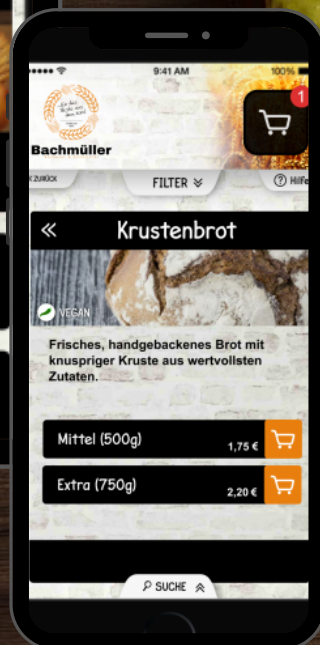 9:41 AM
100%
1
Bachmüller
ZURÜCK
FILTER
Hilfe
Krustenbrot
VEGAN
Frisches, handgebackenes Brot mit
knuspriger Kruste aus wertvollsten
Zutaten.
Mittel (500g)
1,75 €
Extra (750g)
2,20 €
SUCHE